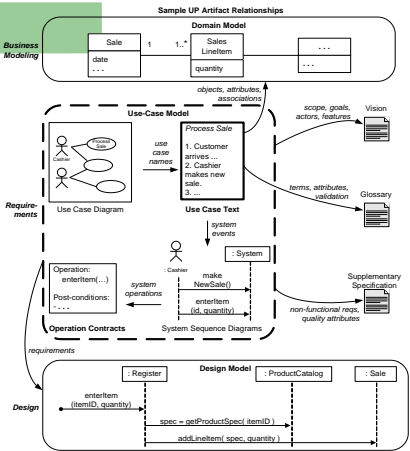 Sample UP Artifact Relationships
Domain Model
Business
Modeling
Sale
date
. . .
1
1..*
Sales
LineItem
quantity
. . .
. . .
objects, attributes,
associations
Use-Case Model
Require-
ments
Process
Sale
Cashier
Use Case Diagram
use
case
names
Process Sale
1. Customer
arrives ...
2. Cashier
makes new
sale.
3. ...
Use Case Text
scope, goals,
actors, features
Vision
terms, attributes,
validation
Glossary
system
events
Operation:
enterItem(…)
Post-conditions:
- . . .
Operation Contracts
system
operations
: Cashier
: System
make
NewSale()
enterItem
(id, quantity)
System Sequence Diagrams
Supplementary
Specification
non-functional reqs,
quality attributes
requirements
Design Model
Design
: Register
: ProductCatalog
: Sale
enterItem
(itemID, quantity)
spec = getProductSpec( itemID )
addLineItem( spec, quantity )